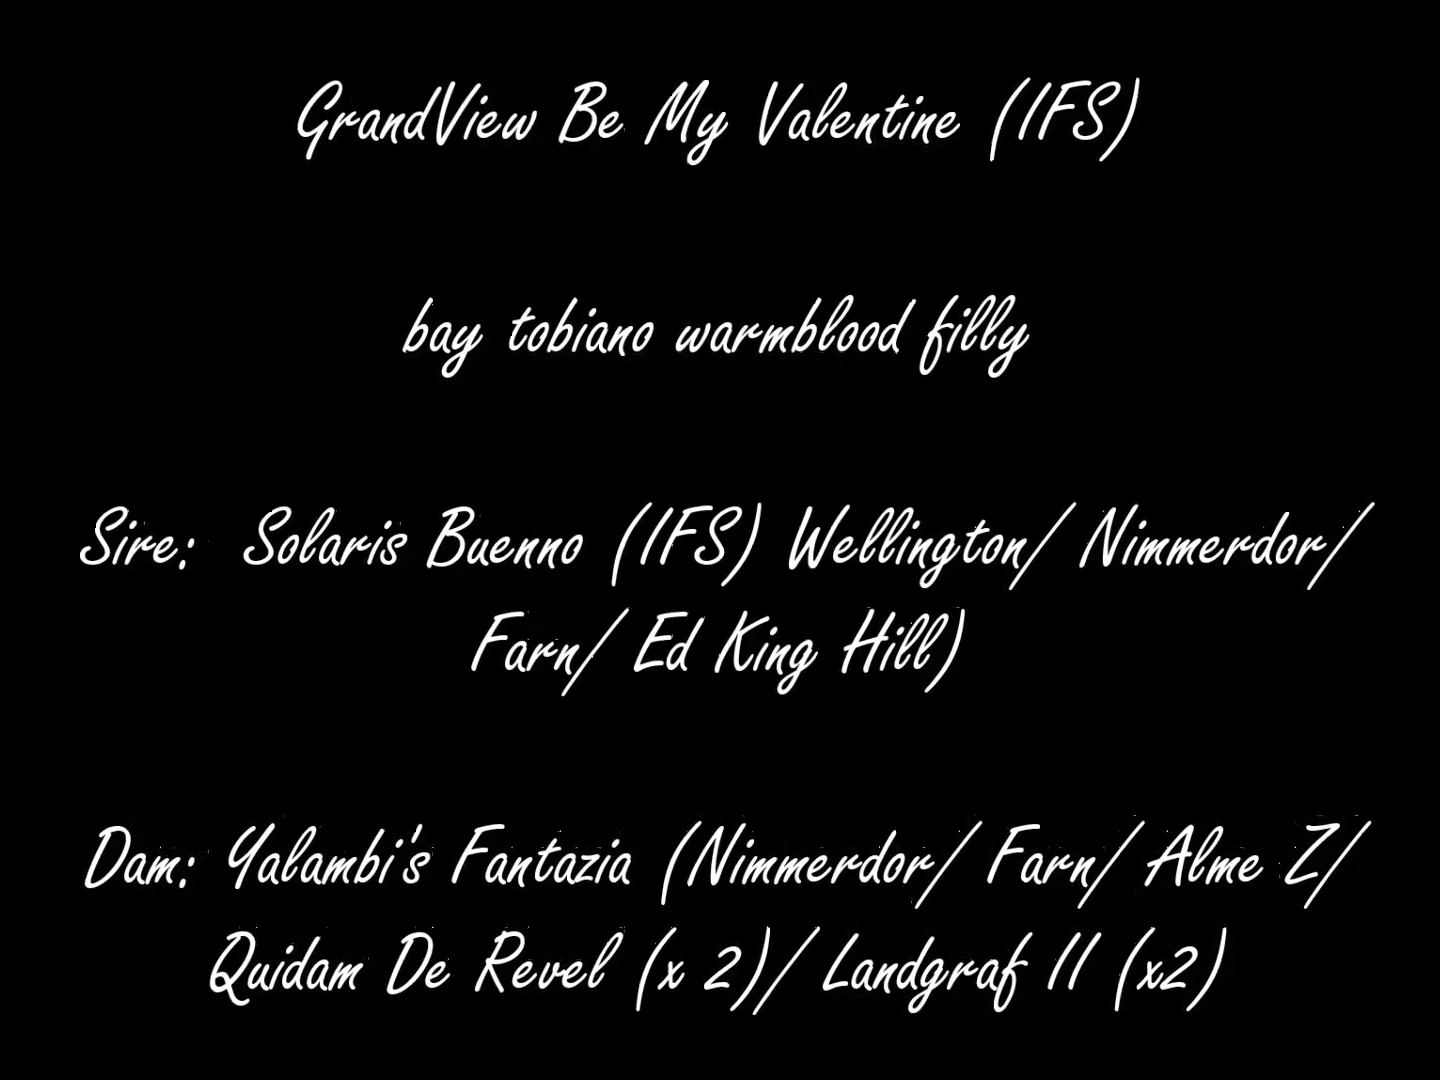 GrandView Be My Valentine (IFS)
bay tobiano warmblood filly
Sire: Solaris Buenno (IFS) Wellington/ Nimmerdor/
Farn/ Ed King Hill)
Dam: Yalambi's Fantazia (Nimmerdor/ Farn/ Alme Z/
Quidam De Revel (x 2)/ Landgraf II (x2)